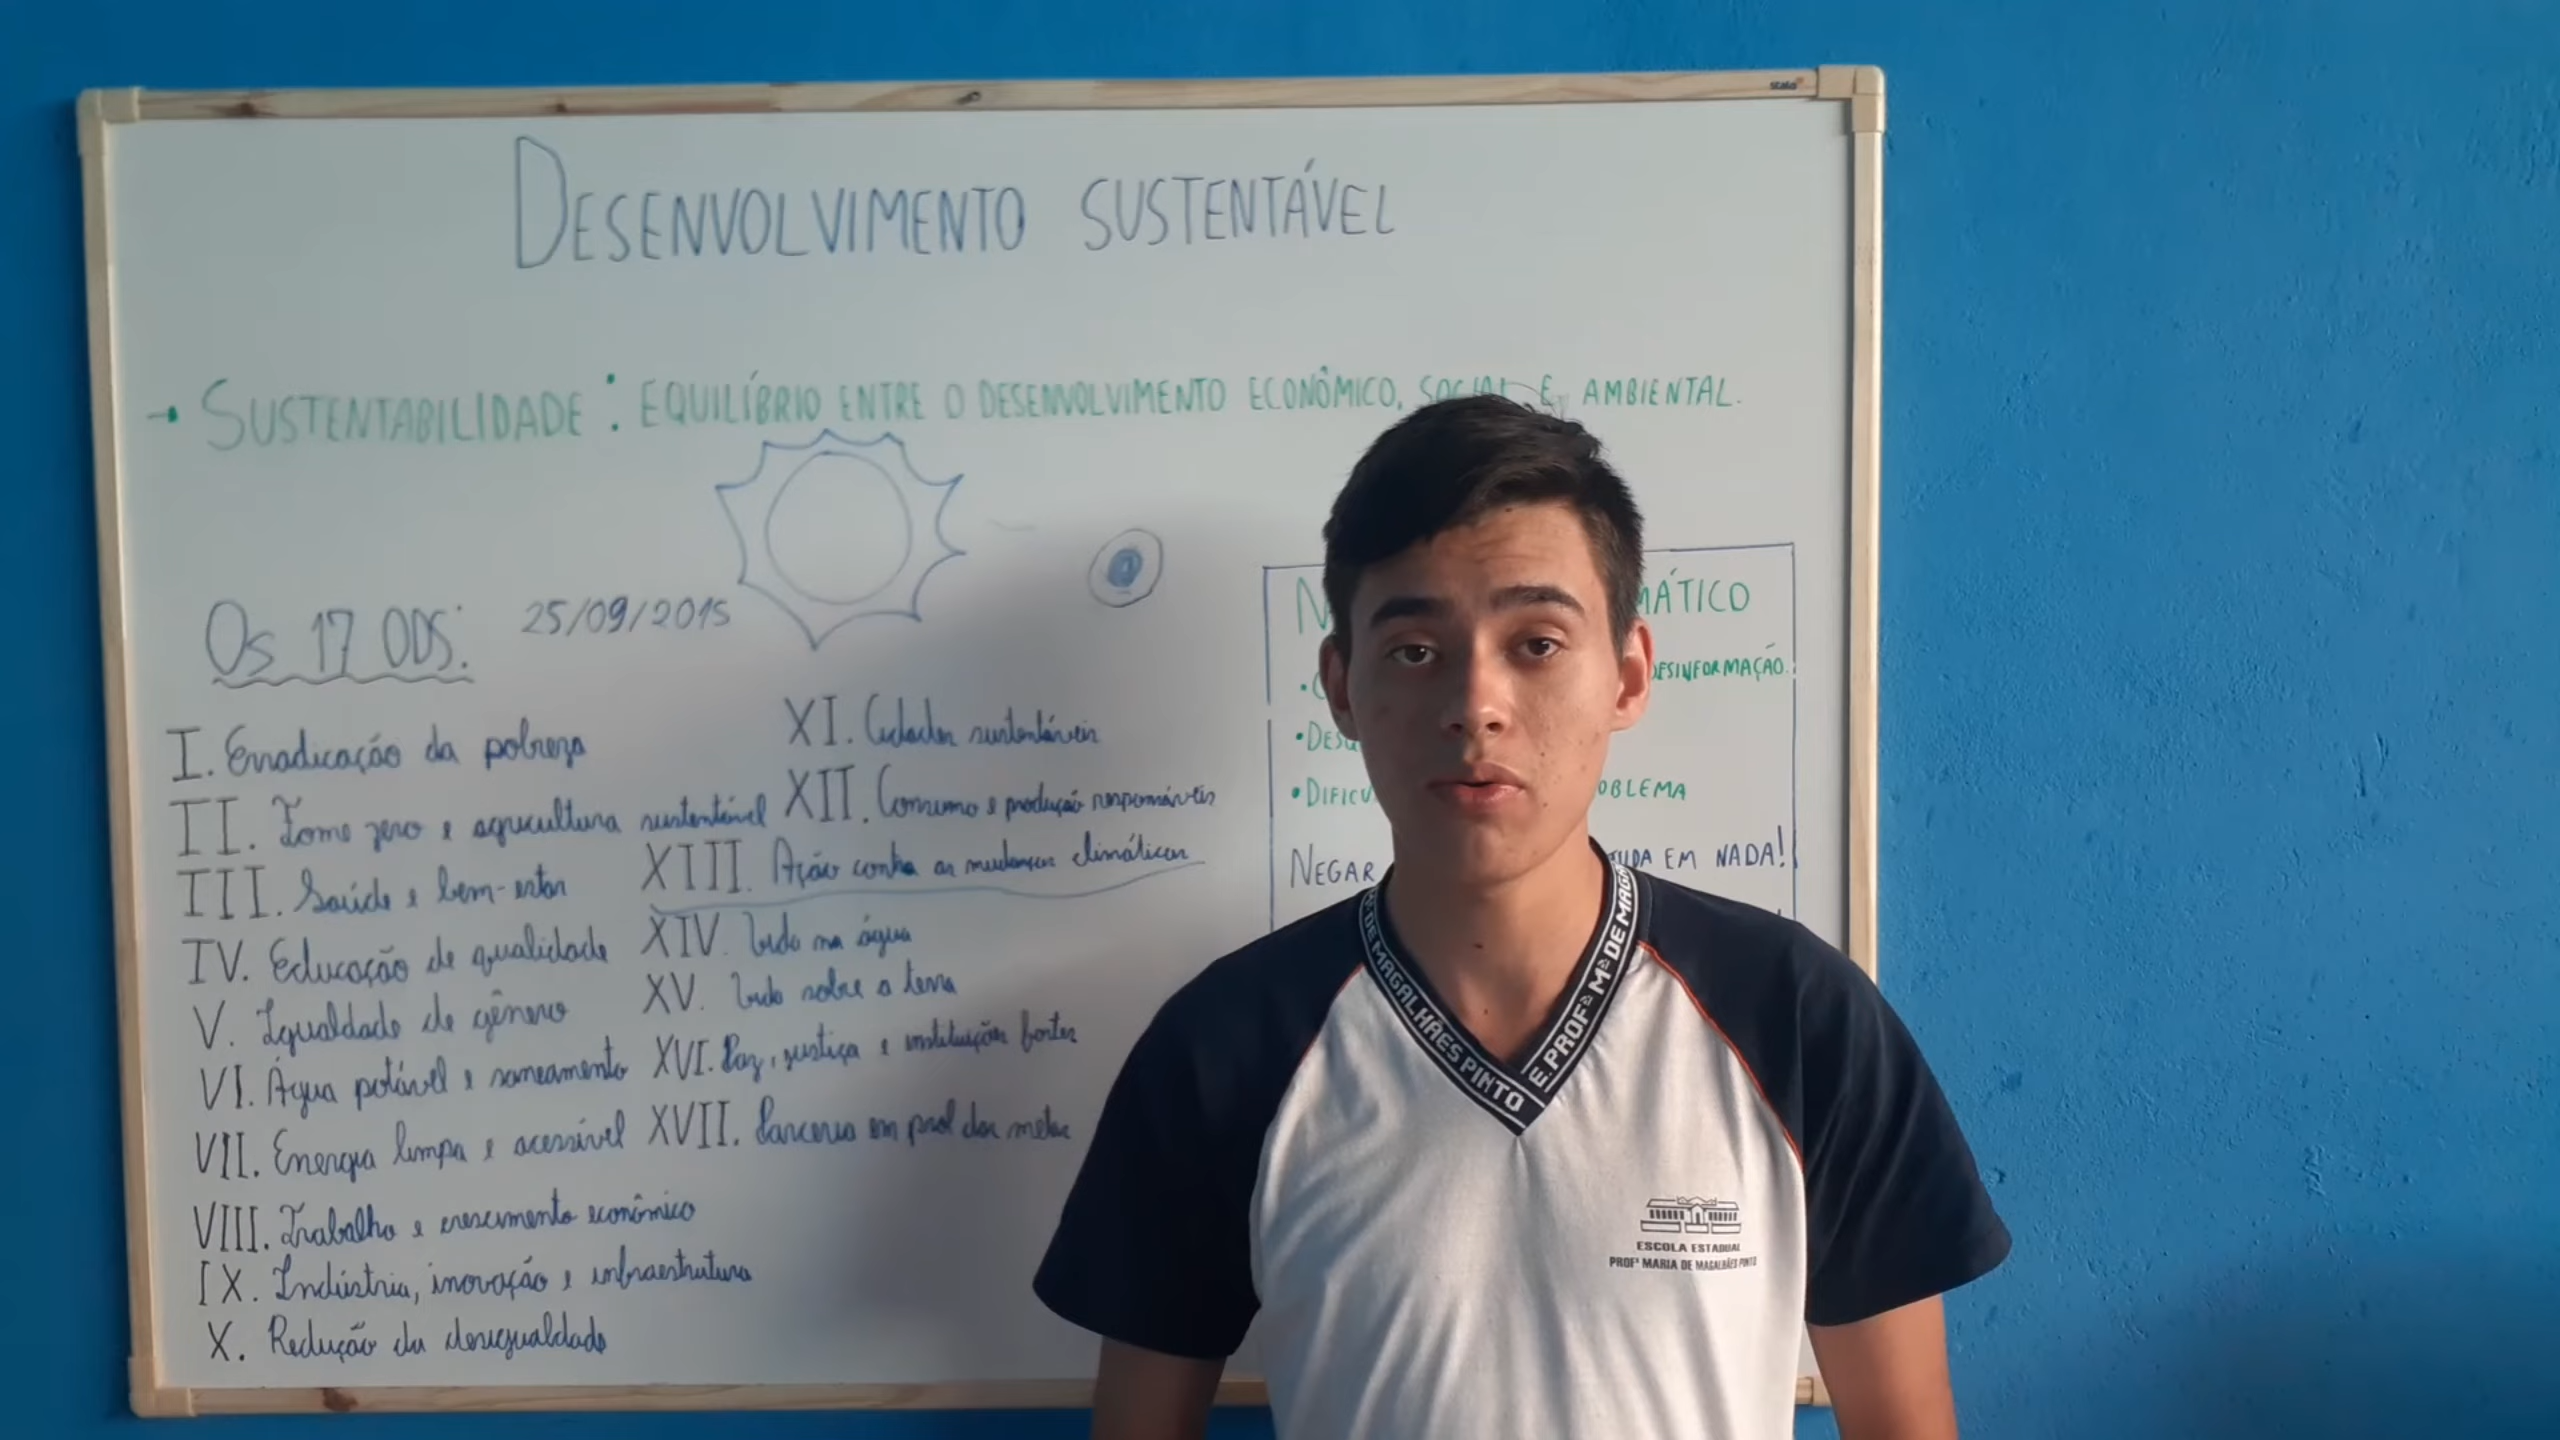 stalo
DESENVOLVIMENTO SUSTENTÁVEL
→ SUSTENTABILIDADE: EQUILÍBRIO ENTRE O DESENVOLVIMENTO ECONÔMICO, SOCIAL E AMBIENTAL.
OS 17 ODS: 25/09/2015
I. Erradicação da pobreza
II. Fome zero e agricultura sustentável
III. Saúde e bem-estar
IV. Educação de qualidade
V. Igualdade de gênero
VI. Água potável e saneamento
VII. Energia limpa e acessível
VIII. Trabalho e crescimento econômico
IX. Indústria, inovação e infraestrutura
X. Redução da desigualdade
XI. Cidades sustentáveis
XII. Consumo e produção responsáveis
XIII. Ação contra as mudanças climáticas
XIV. Vida na água
XV. Vida sobre a terra
XVI. Paz, justiça e instituições fortes
XVII. Parceria em prol das metas
MÁTICO
DESINFORMAÇÃO.
• DIFICU OBLEMA
NEGAR TUDA EM NADA!
DE MAGALHÃES PINTO
E. PROFª Mª DE MAGA
ESCOLA ESTADUAL
PROFª MARIA DE MAGALHÃES PINTO